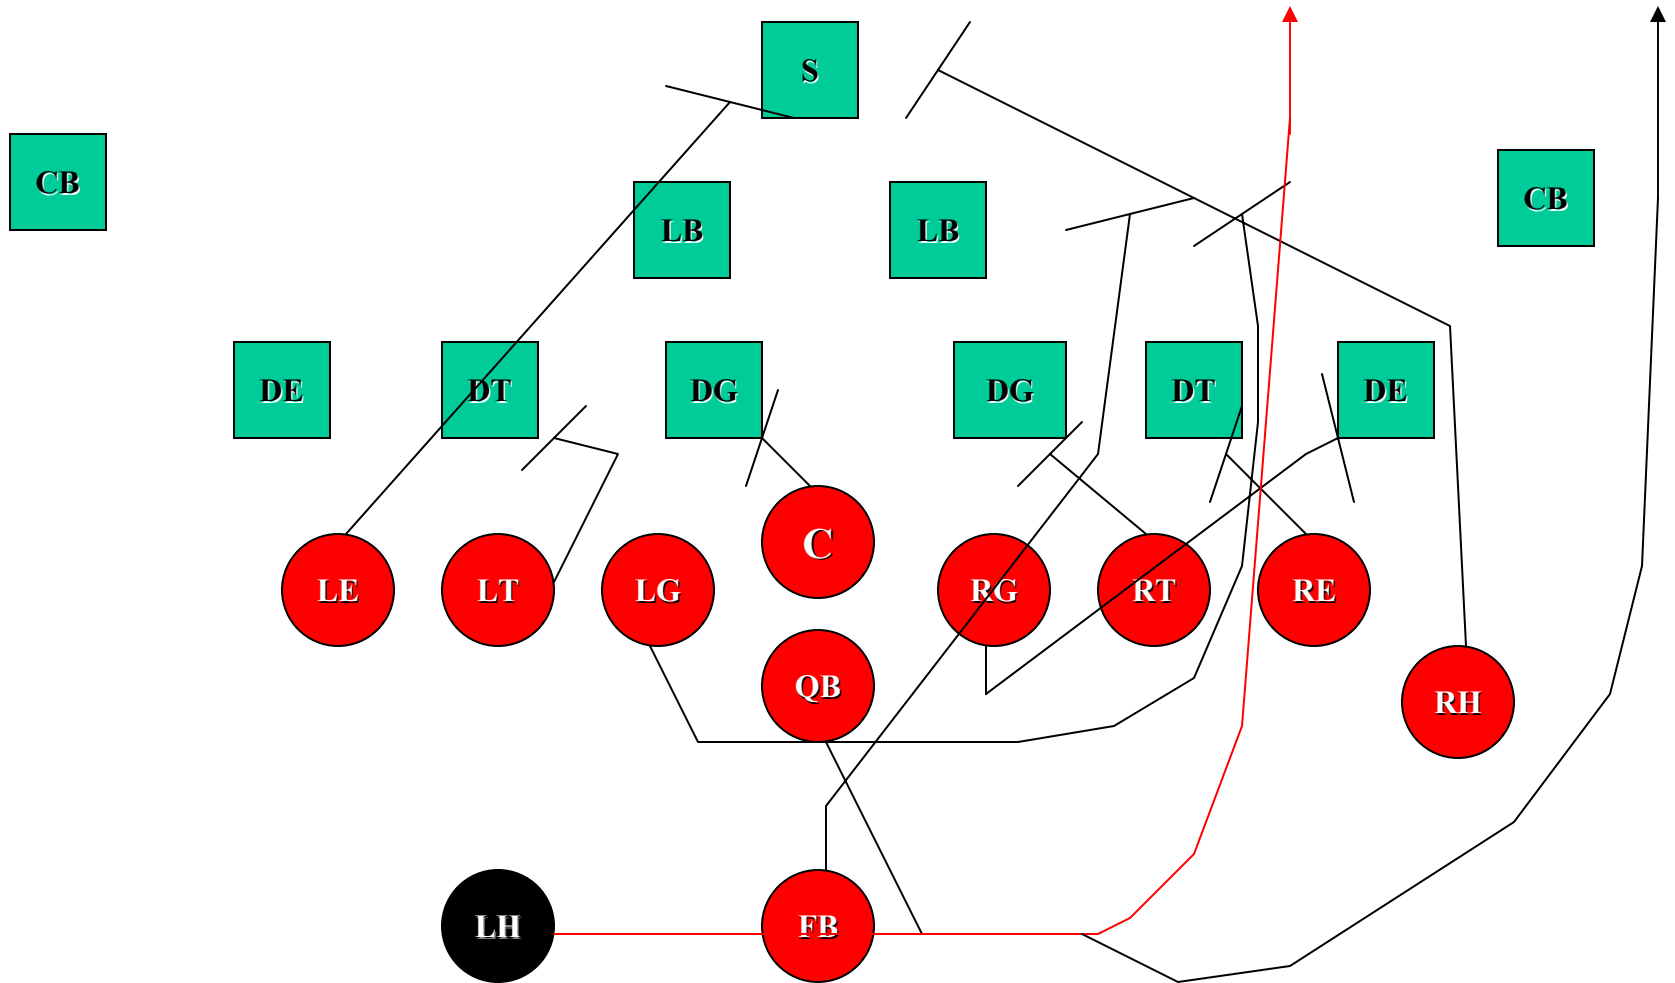 S
CB
CB
LB
LB
DE
DT
DG
DG
DT
DE
C
LE
LT
LG
RG
RT
RE
QB
RH
LH
FB